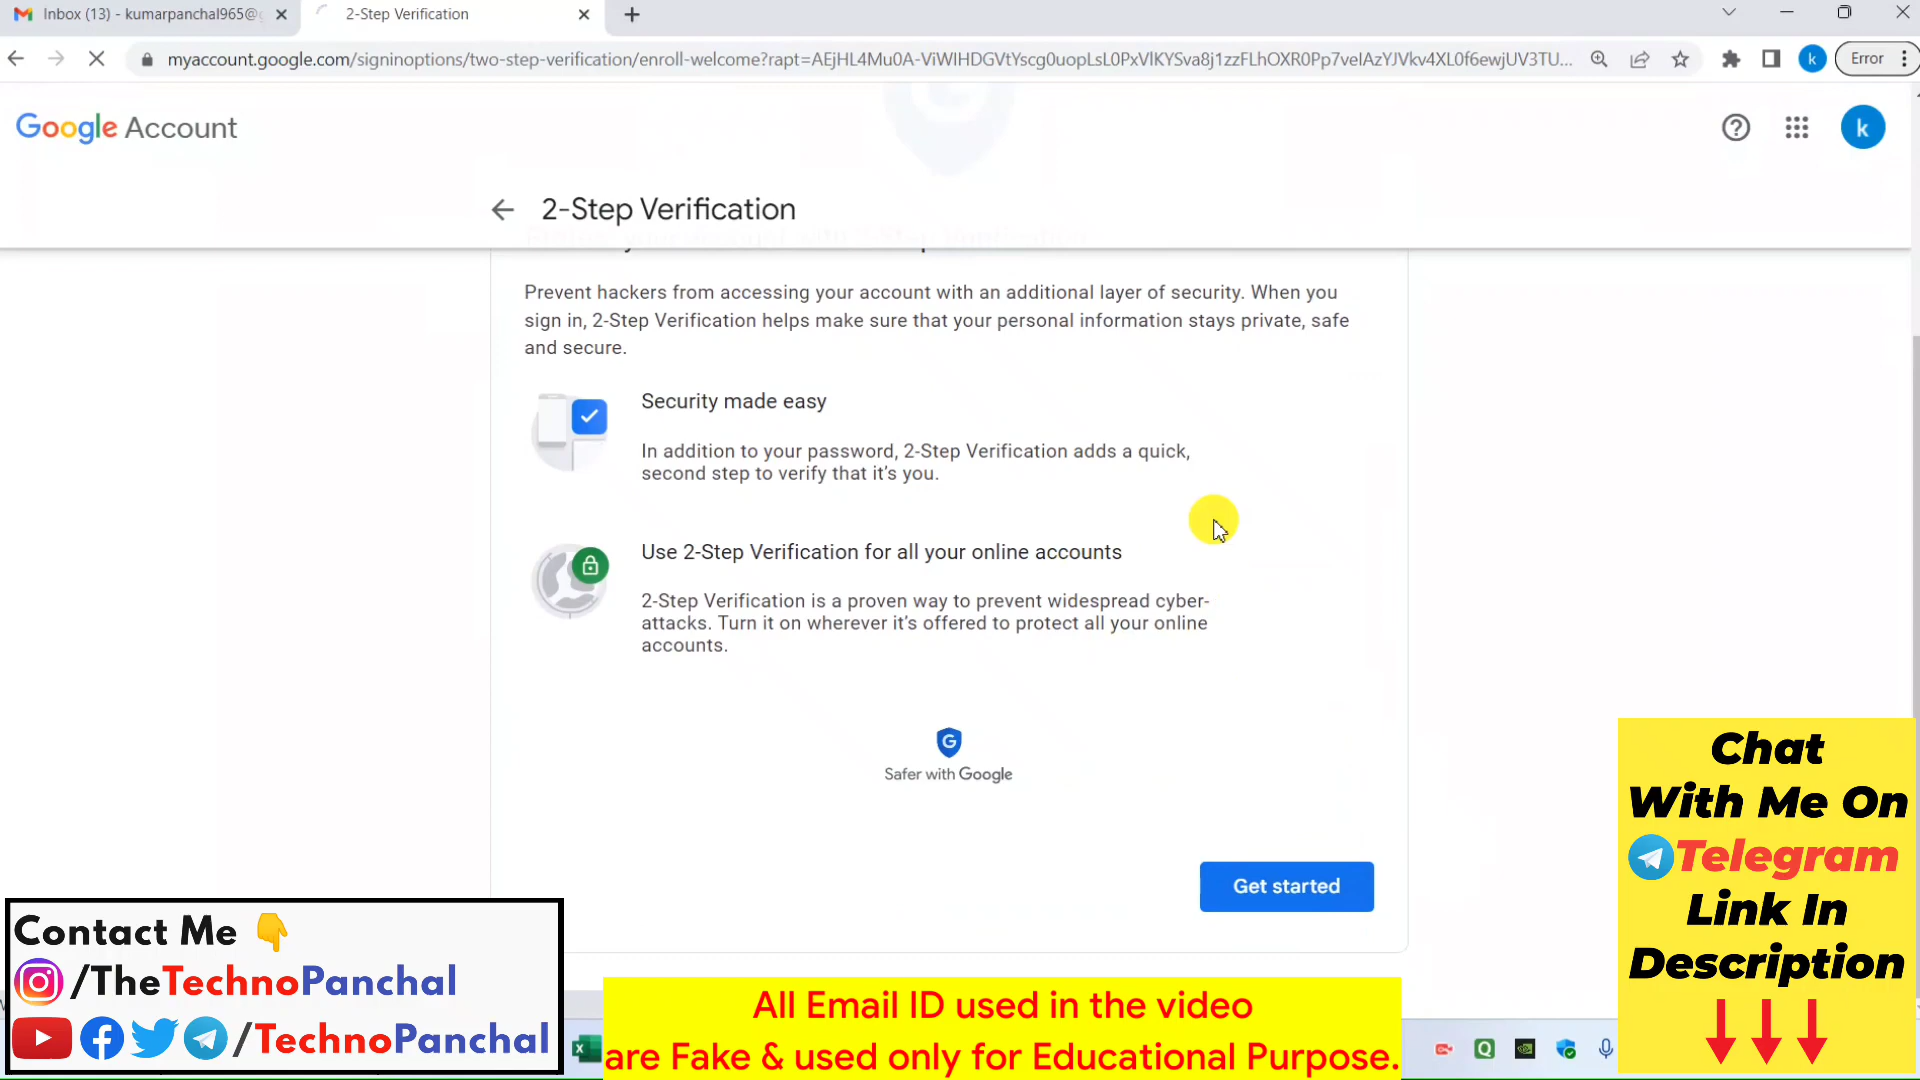 Inbox (13) - kumarpanchal965@g
2-Step Verification
myaccount.google.com/signinoptions/two-step-verification/enroll-welcome?rapt=AEjHL4Mu0A-ViWIHDGVtYscg0uopLsL0PxVlKYSva8j1zzFLhOXR0Pp7veIAzYJVkv4XL0f6ewjUV3TU...
k
Error
Google Account
k
2-Step Verification
Prevent hackers from accessing your account with an additional layer of security. When you
sign in, 2-Step Verification helps make sure that your personal information stays private, safe
and secure.
Security made easy
In addition to your password, 2-Step Verification adds a quick,
second step to verify that it's you.
Use 2-Step Verification for all your online accounts
2-Step Verification is a proven way to prevent widespread cyber-
attacks. Turn it on wherever it's offered to protect all your online
accounts.
G
Safer with Google
Get started
Chat
With Me On
Telegram
Link In
Description
Contact Me
/TheTechnoPanchal
/TechnoPanchal
All Email ID used in the video
are Fake & used only for Educational Purpose.